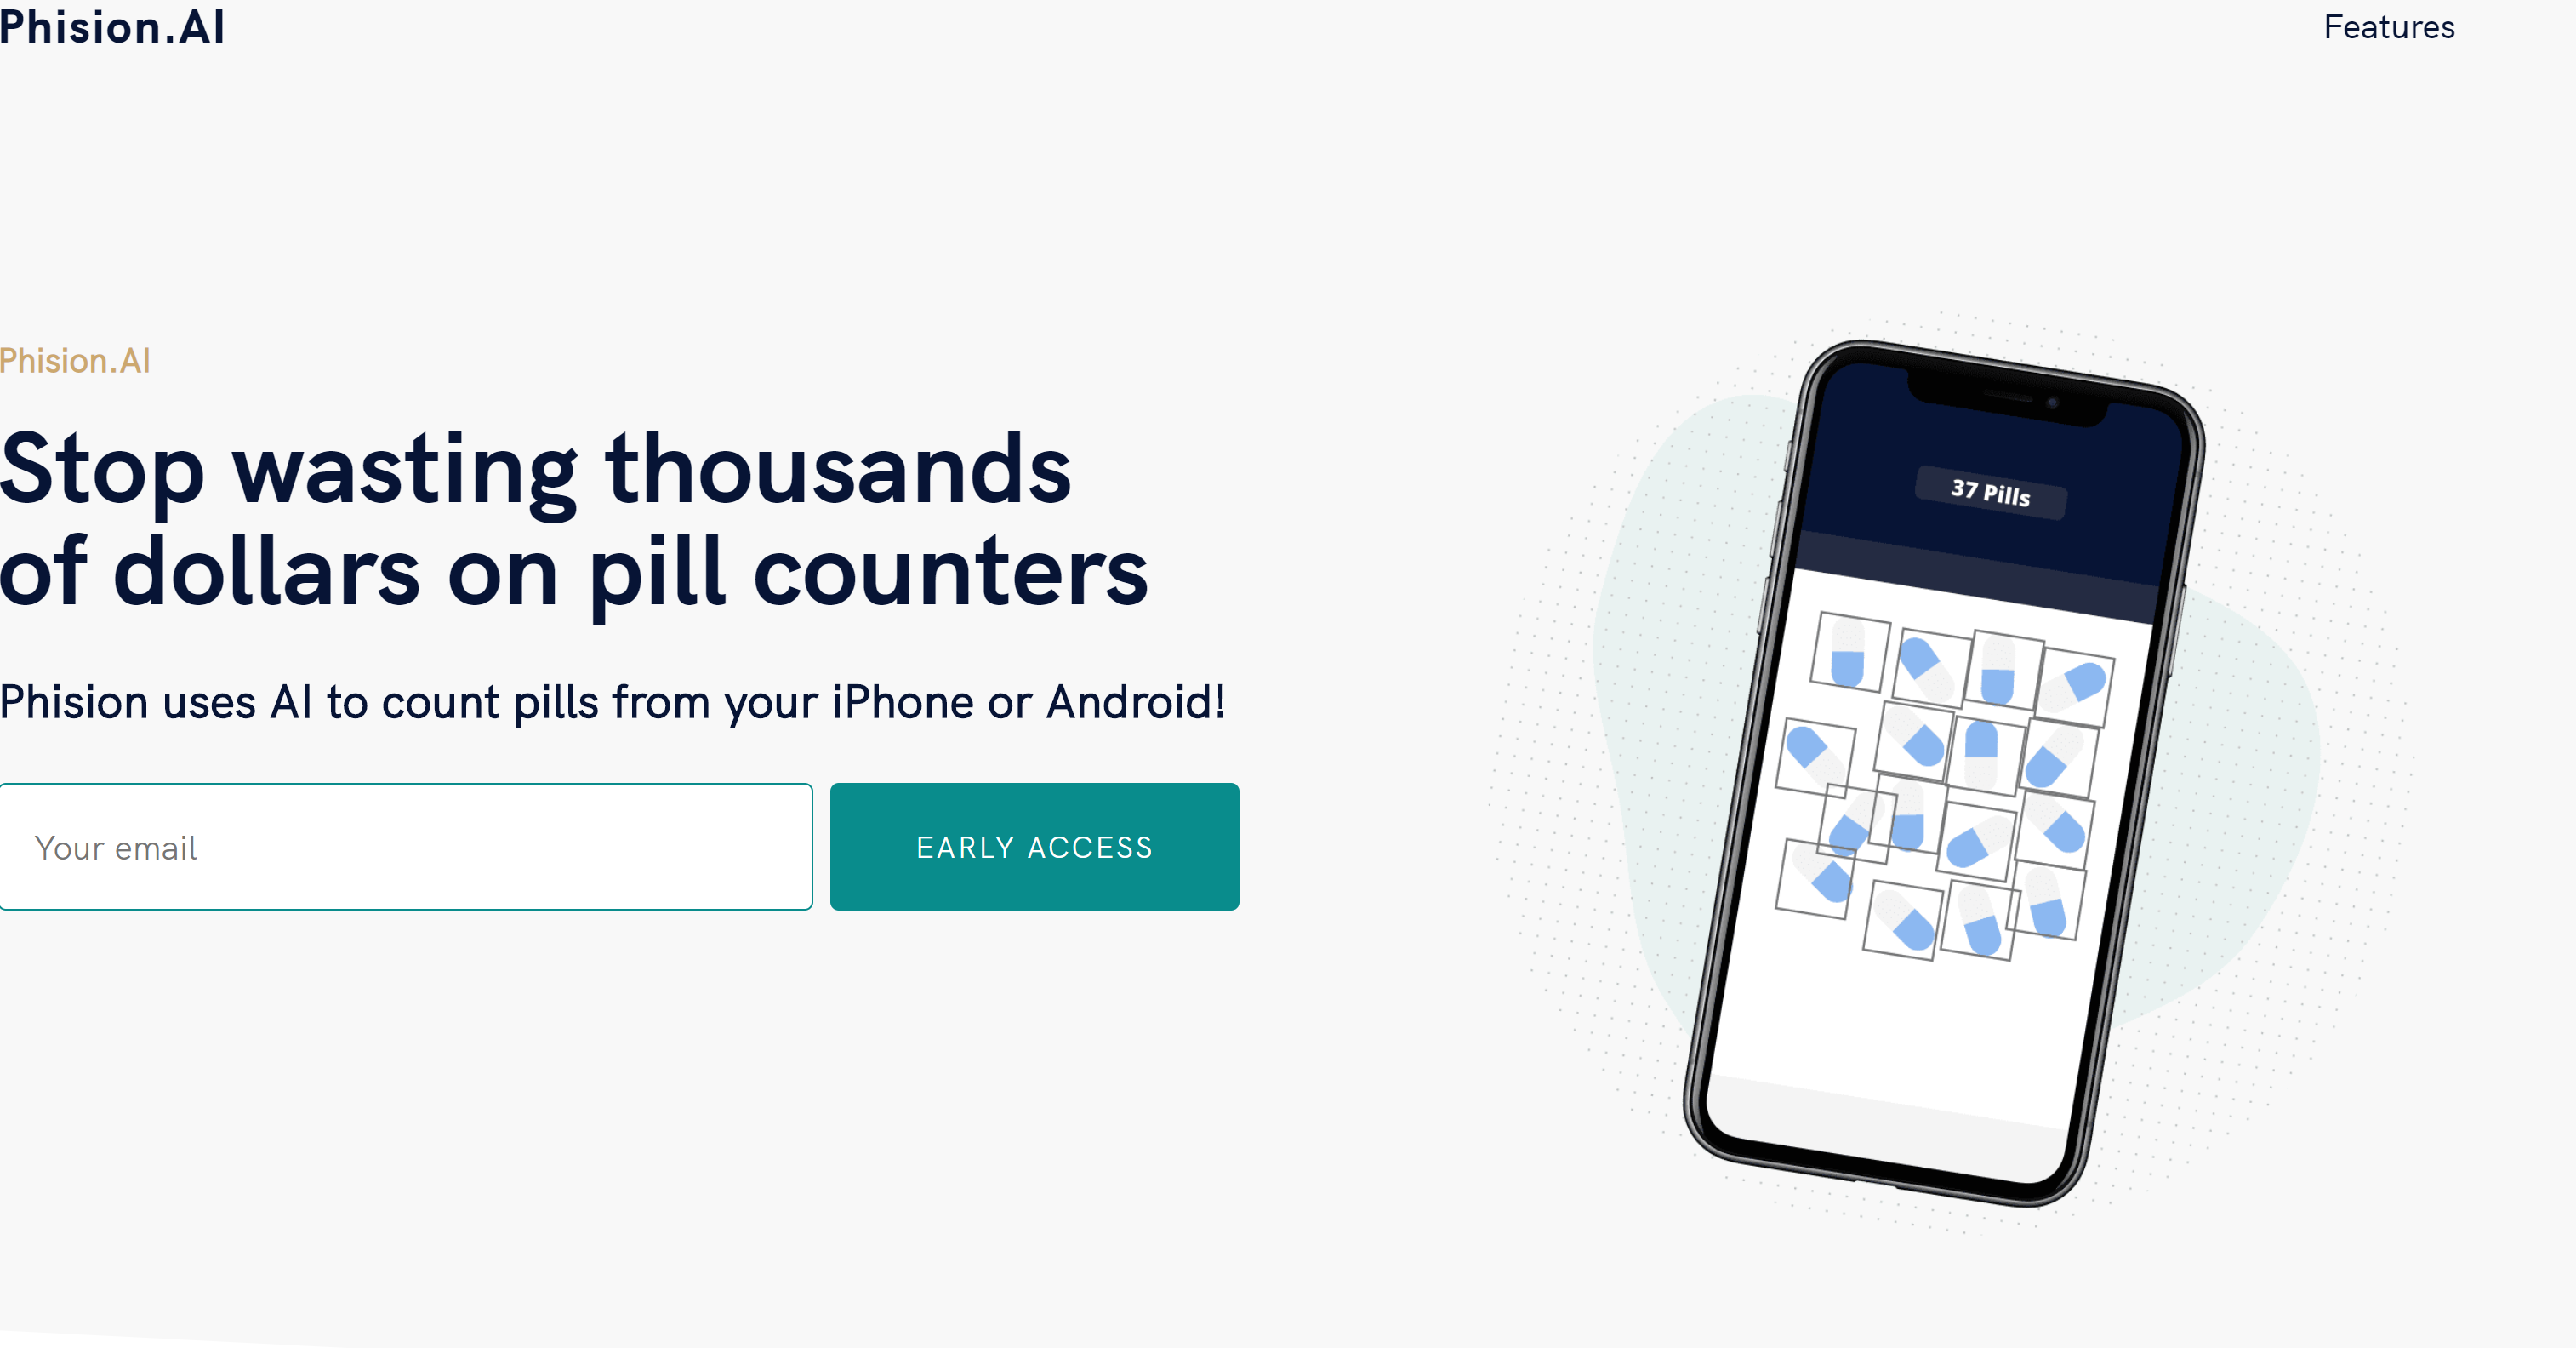 Phision.AI
Features
Phision.AI
Stop wasting thousands
of dollars on pill counters
Phision uses AI to count pills from your iPhone or Android!
Your email
EARLY ACCESS
37 Pills